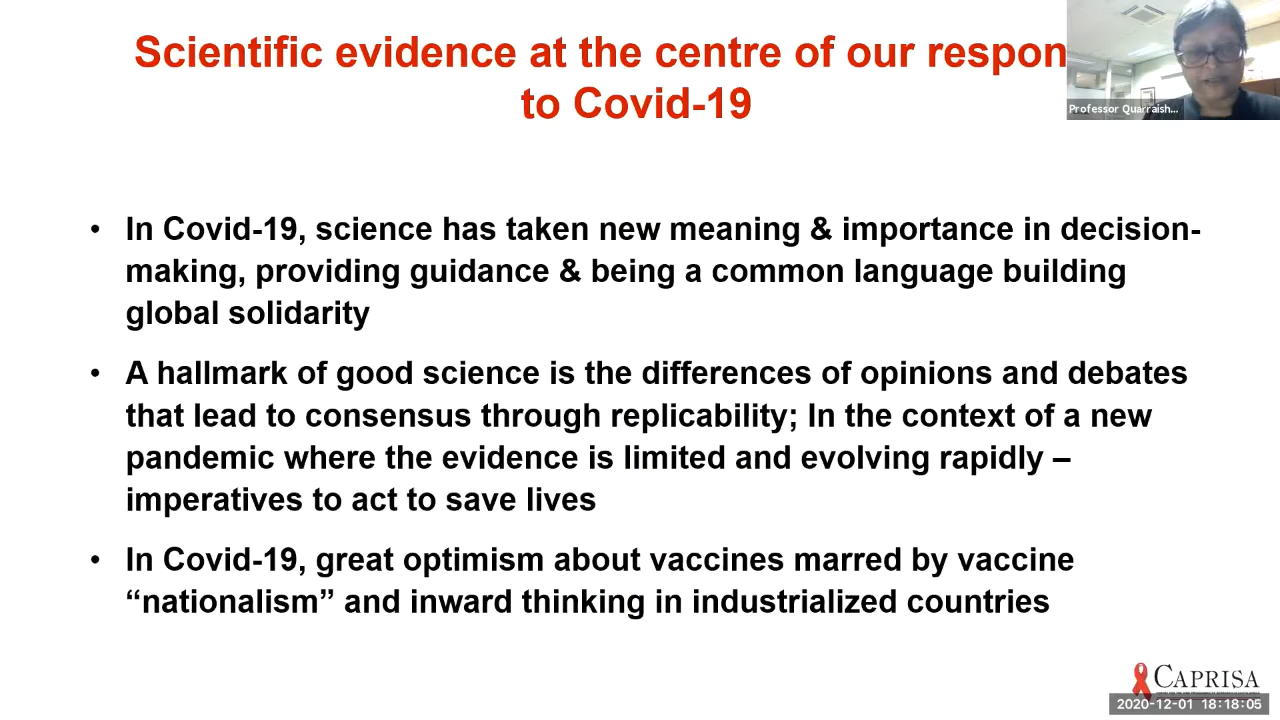 Scientific evidence at the centre of our respon
to Covid-19
Professor Quarraish...
• In Covid-19, science has taken new meaning & importance in decision-
making, providing guidance & being a common language building
global solidarity
• A hallmark of good science is the differences of opinions and debates
that lead to consensus through replicability; In the context of a new
pandemic where the evidence is limited and evolving rapidly –
imperatives to act to save lives
• In Covid-19, great optimism about vaccines marred by vaccine
“nationalism” and inward thinking in industrialized countries
CAPRISA
2020-12-01 18:18:05